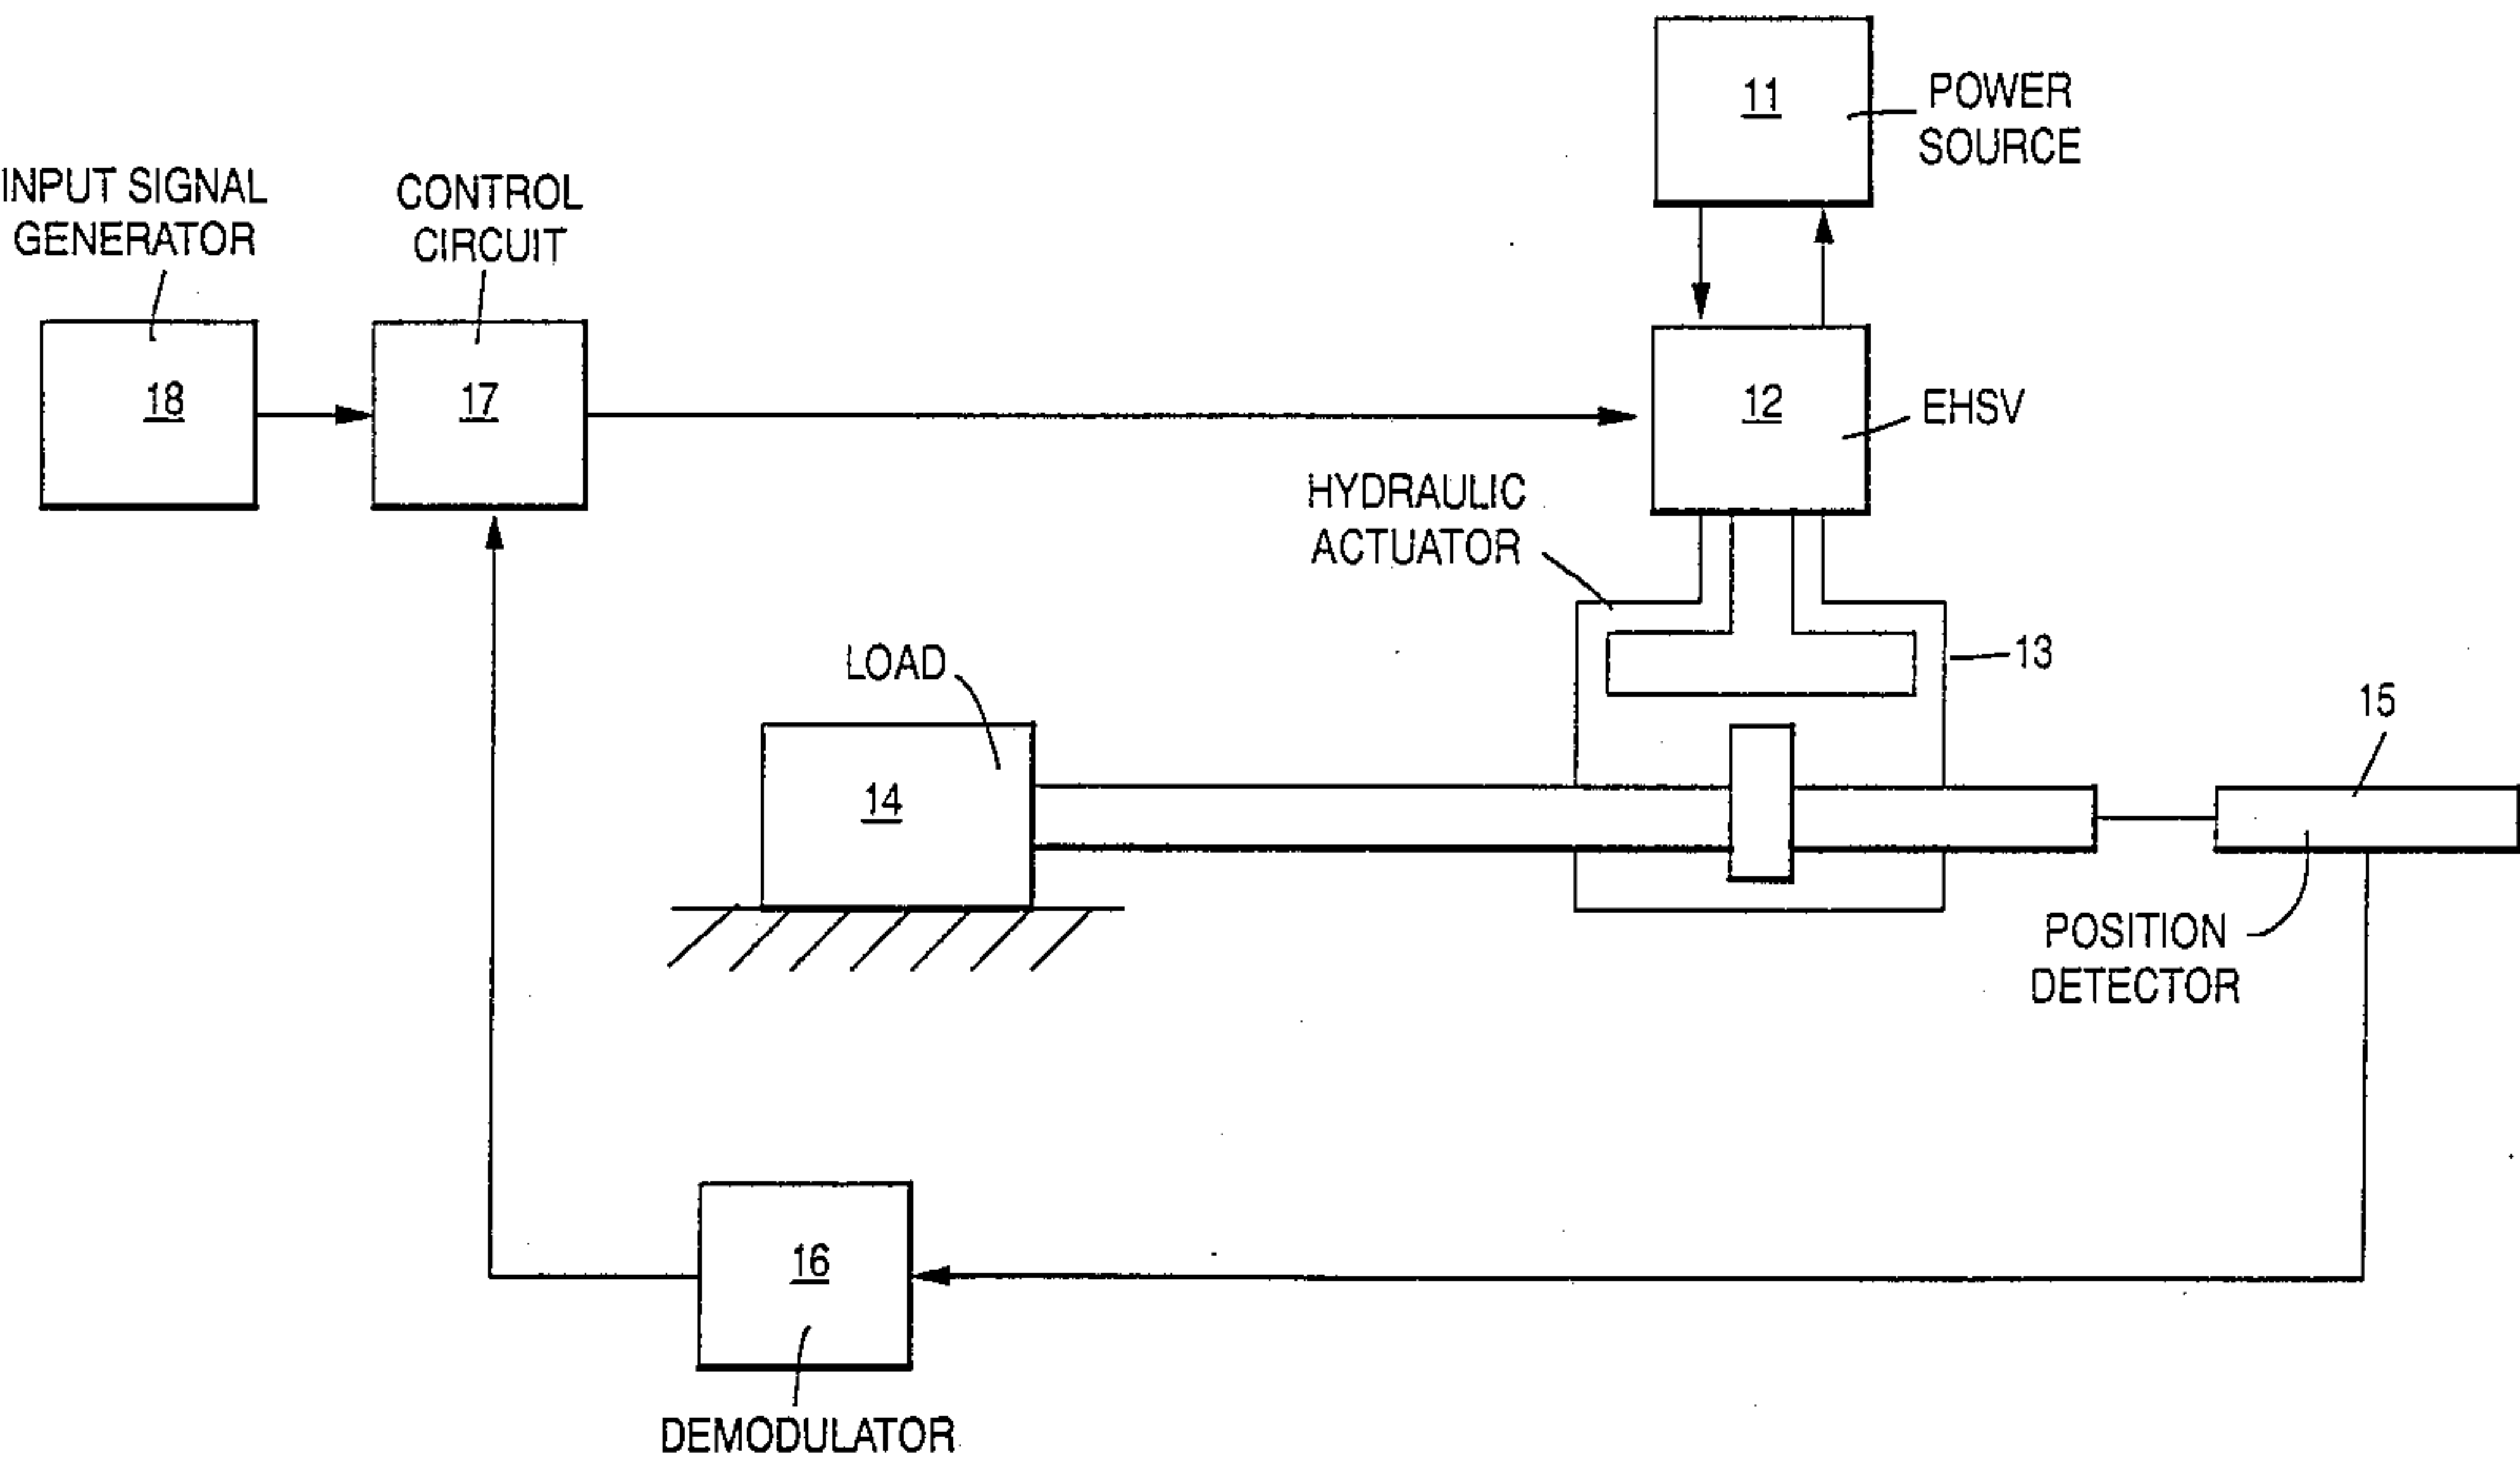 11
POWER
SOURCE
INPUT SIGNAL
GENERATOR
CONTROL
CIRCUIT
18
17
12
EHSV
HYDRAULIC
ACTUATOR
13
LOAD
14
15
POSITION
DETECTOR
16
DEMODULATOR